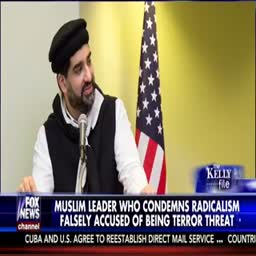 The
KELLY
file
FOX
NEWS
channel
MUSLIM LEADER WHO CONDEMNS RADICALISM
FALSELY ACCUSED OF BEING TERROR THREAT
CUBA AND U.S. AGREE TO REESTABLISH DIRECT MAIL SERVICE ... COUNTRI